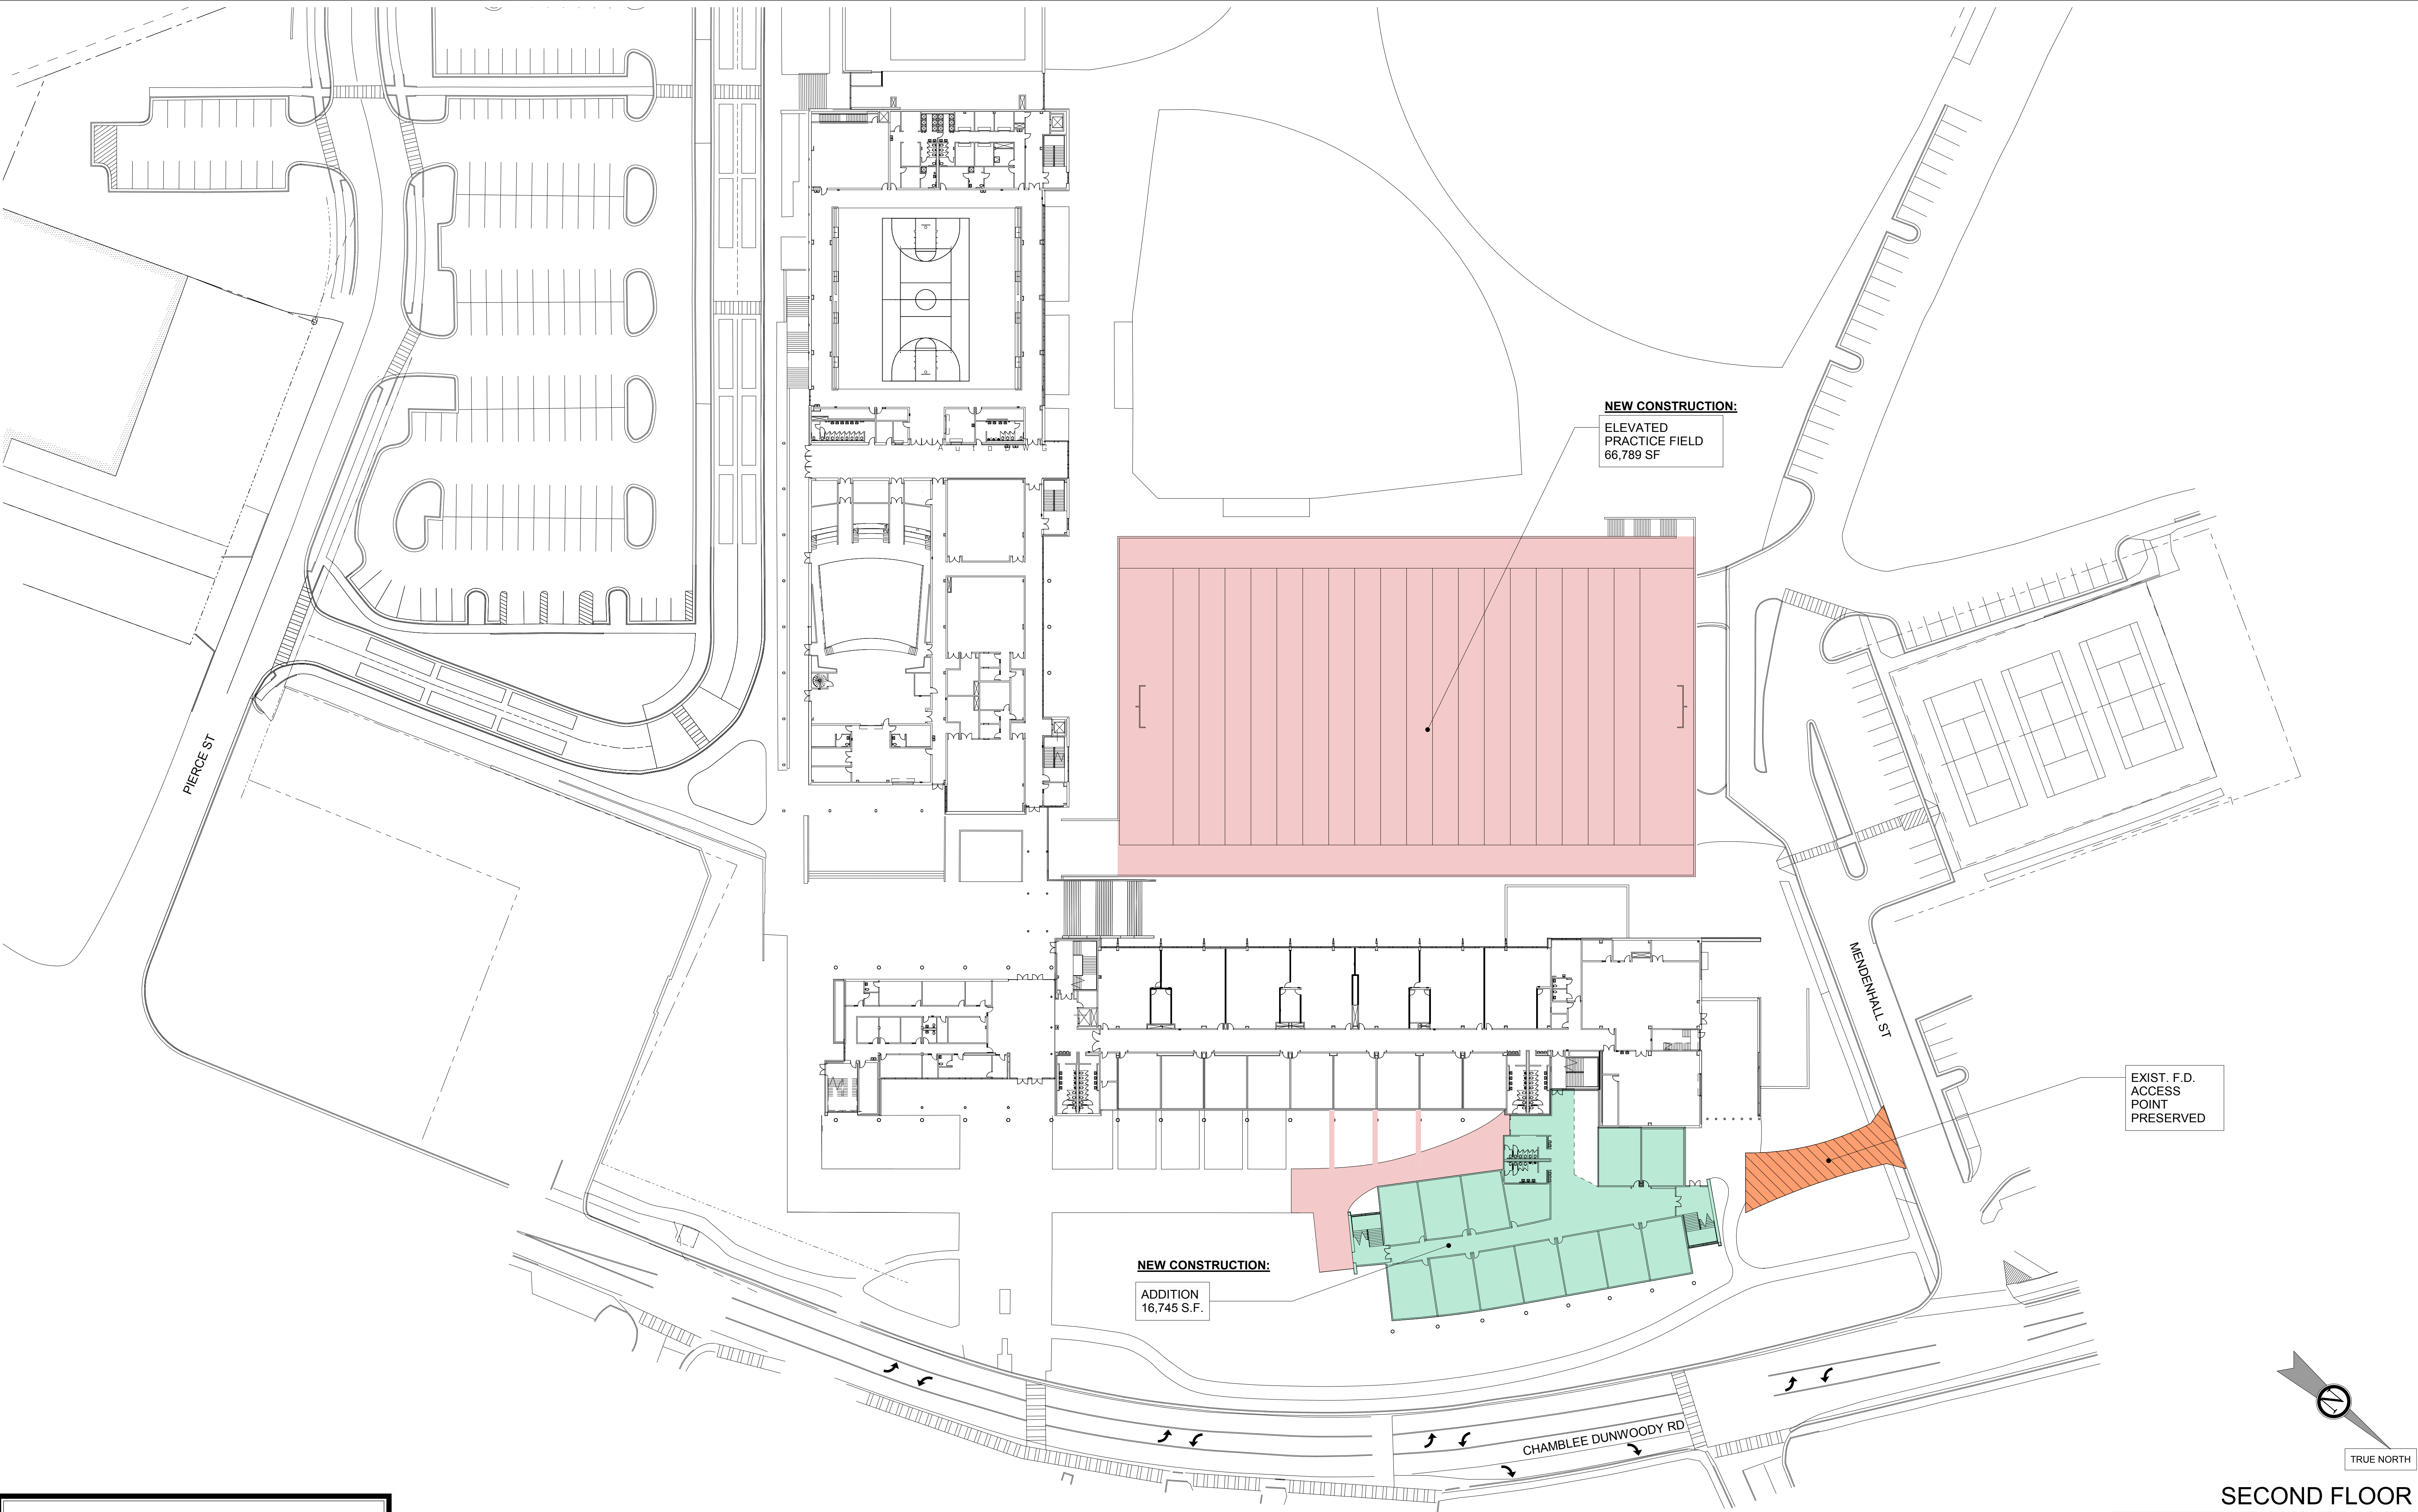 NEW CONSTRUCTION:
ELEVATED
PRACTICE FIELD
66,789 SF
PIERCE ST
MENDENHALL ST
EXIST. F.D.
ACCESS
POINT
PRESERVED
NEW CONSTRUCTION:
ADDITION
16,745 S.F.
CHAMBLEE DUNWOODY RD
N
TRUE NORTH
SECOND FLOOR